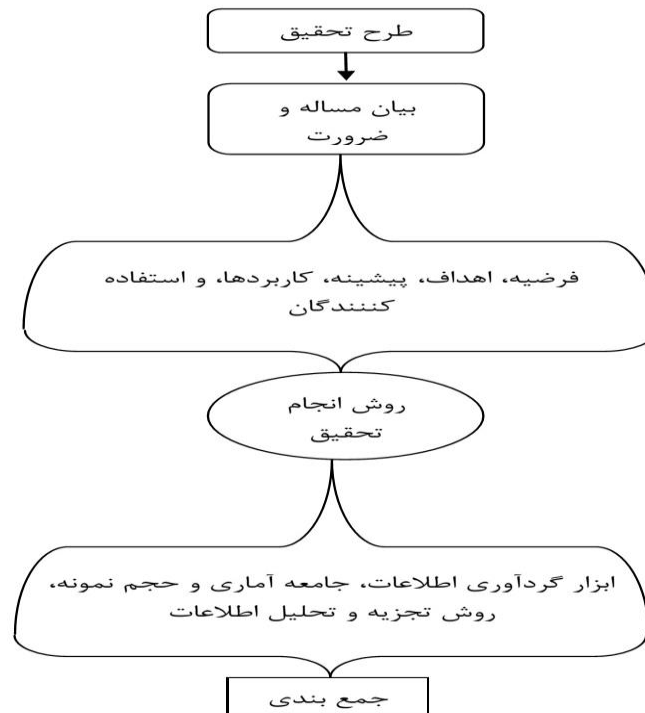 طرح تحقیق
بیان مساله و
ضرورت
فرضیه، اهداف، پیشینه، کاربردها، و استفاده
کننندگان
روش انجام
تحقیق
ابزار گردآوری اطلاعات، جامعه آماری و حجم نمونه،
روش تجزیه و تحلیل اطلاعات
جمع بندی